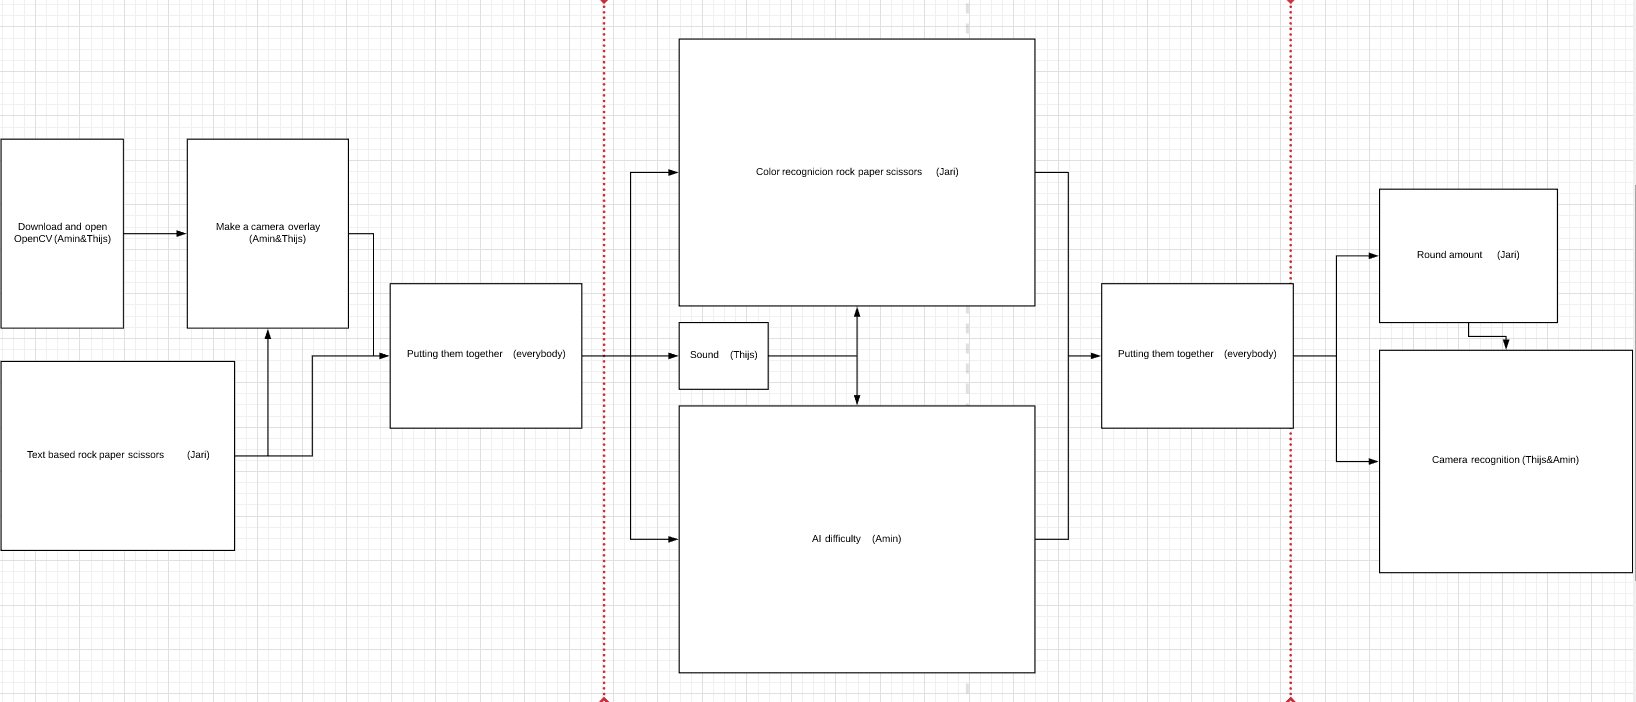 Download and open
OpenCV (Amin&Thijs)
Make a camera overlay
(Amin&Thijs)
Text based rock paper scissors (Jari)
Putting them together (everybody)
Color recognicion rock paper scissors (Jari)
Sound (Thijs)
AI difficulty (Amin)
Putting them together (everybody)
Round amount (Jari)
Camera recognition (Thijs&Amin)